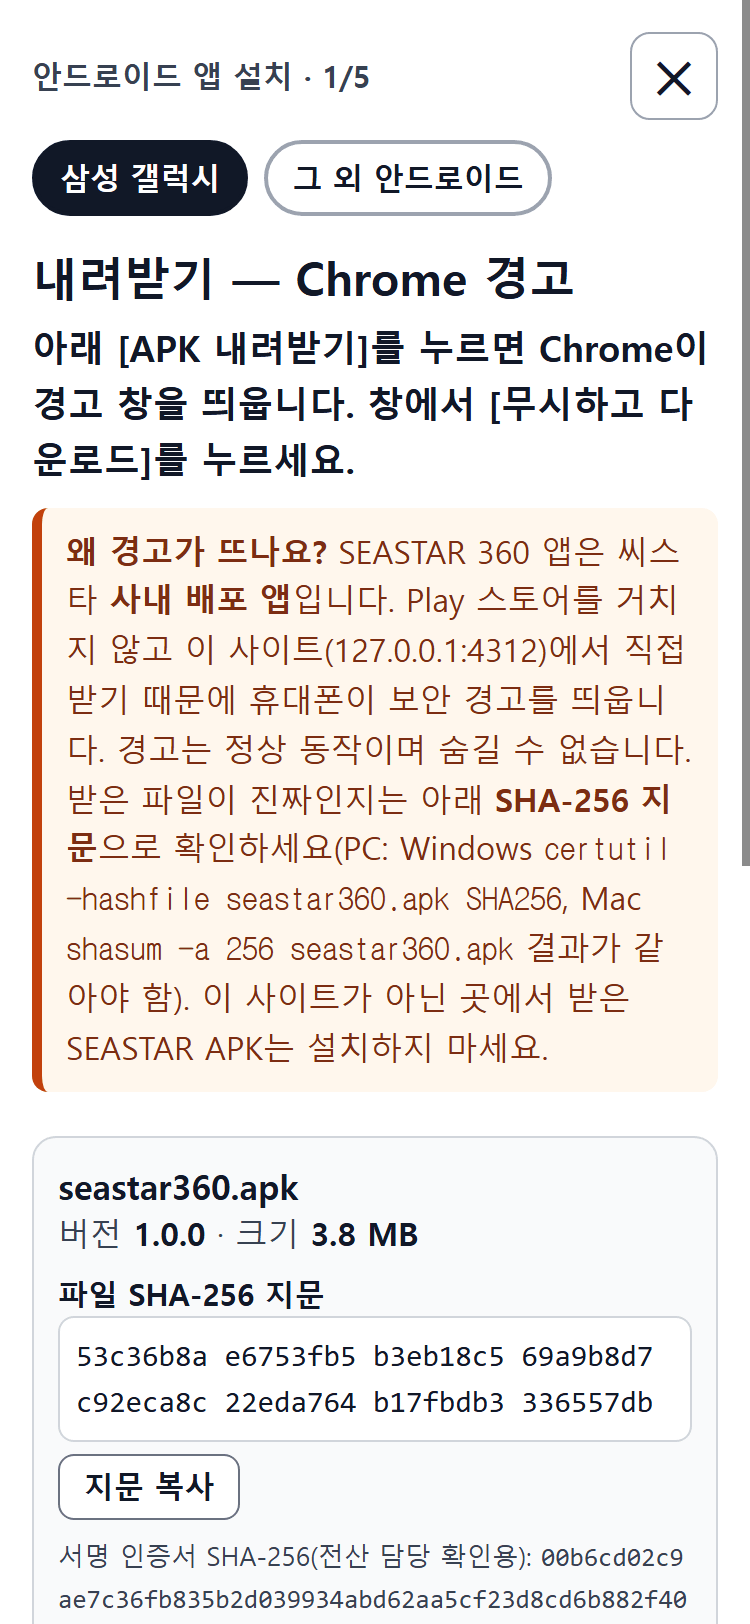 안드로이드 앱 설치 · 1/5
삼성 갤럭시
그 외 안드로이드
내려받기 — Chrome 경고
아래 [APK 내려받기]를 누르면 Chrome이
경고 창을 띄웁니다. 창에서 [무시하고 다
운로드]를 누르세요.
왜 경고가 뜨나요? SEASTAR 360 앱은 씨스
타 사내 배포 앱입니다. Play 스토어를 거치
지 않고 이 사이트(127.0.0.1:4312)에서 직접
받기 때문에 휴대폰이 보안 경고를 띄웁니
다. 경고는 정상 동작이며 숨길 수 없습니다.
받은 파일이 진짜인지는 아래 SHA-256 지
문으로 확인하세요(PC: Windows certutil
-hashfile seastar360.apk SHA256, Mac
shasum -a 256 seastar360.apk 결과가 같
아야 함). 이 사이트가 아닌 곳에서 받은
SEASTAR APK는 설치하지 마세요.
seastar360.apk
버전 1.0.0 · 크기 3.8 MB
파일 SHA-256 지문
53c36b8a e6753fb5 b3eb18c5 69a9b8d7
c92eca8c 22eda764 b17fbdb3 336557db
지문 복사
서명 인증서 SHA-256(전산 담당 확인용): 00b6cd02c9
ae7c36fb835b2d039934abd62aa5cf23d8cd6b882f40